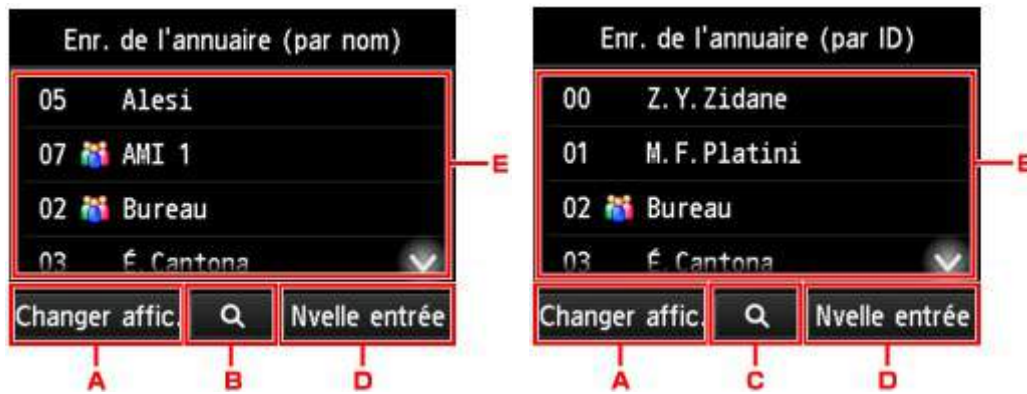 Enr. de l'annuaire (par nom)
05 Alesi
07 AMI 1
02 Bureau
03 É.Cantona
Changer affic.
Nvelle entrée
E
A
B
D
Enr. de l'annuaire (par ID)
00 Z.Y.Zidane
01 M.F.Platini
02 Bureau
03 É.Cantona
Changer affic.
Nvelle entrée
E
A
C
D